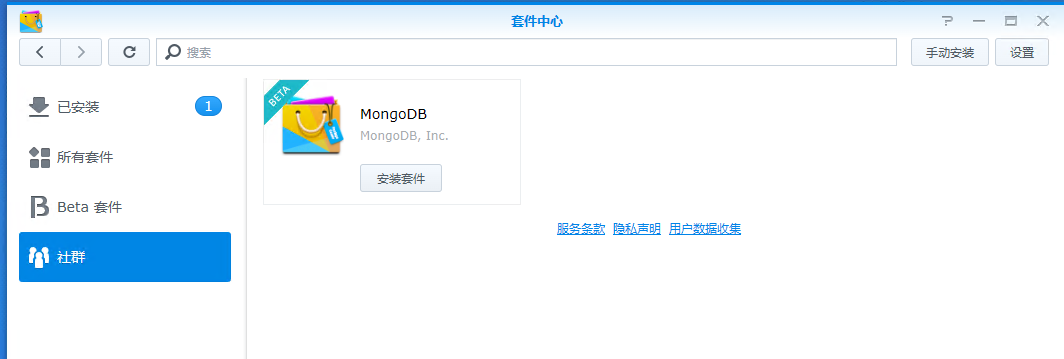 套件中心
搜索
手动安装
设置
已安装
1
所有套件
Beta 套件
社群
BETA
MongoDB
MongoDB, Inc.
安装套件
服务条款 隐私声明 用户数据收集